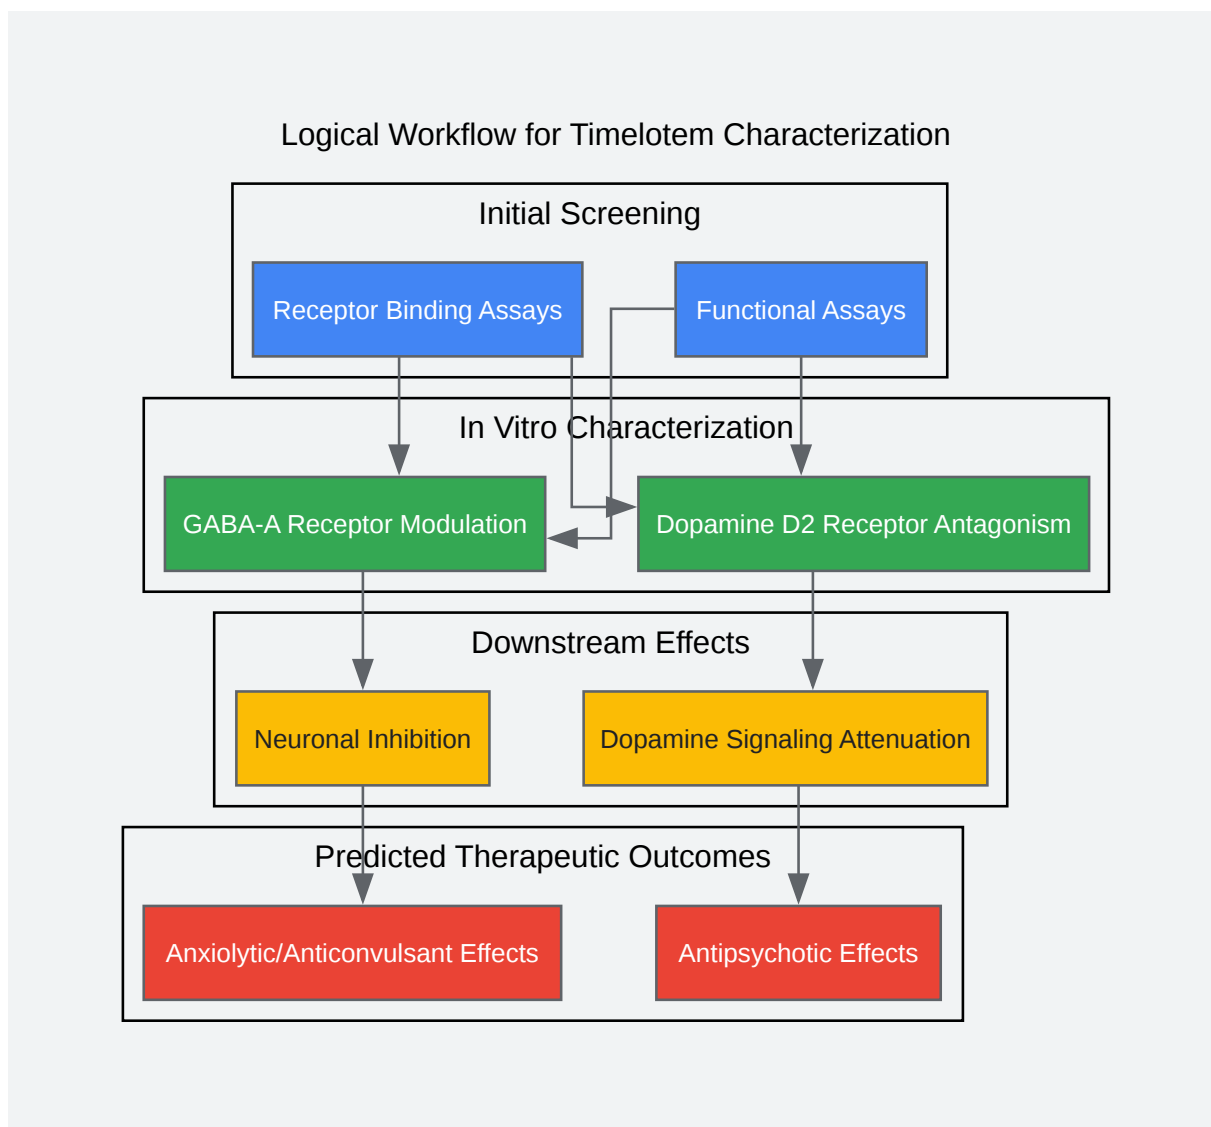 Logical Workflow for Timelotem Characterization
Initial Screening
Receptor Binding Assays
Functional Assays
In Vitro Characterization
GABA-A Receptor Modulation
Dopamine D2 Receptor Antagonism
Downstream Effects
Neuronal Inhibition
Dopamine Signaling Attenuation
Predicted Therapeutic Outcomes
Anxiolytic/Anticonvulsant Effects
Antipsychotic Effects